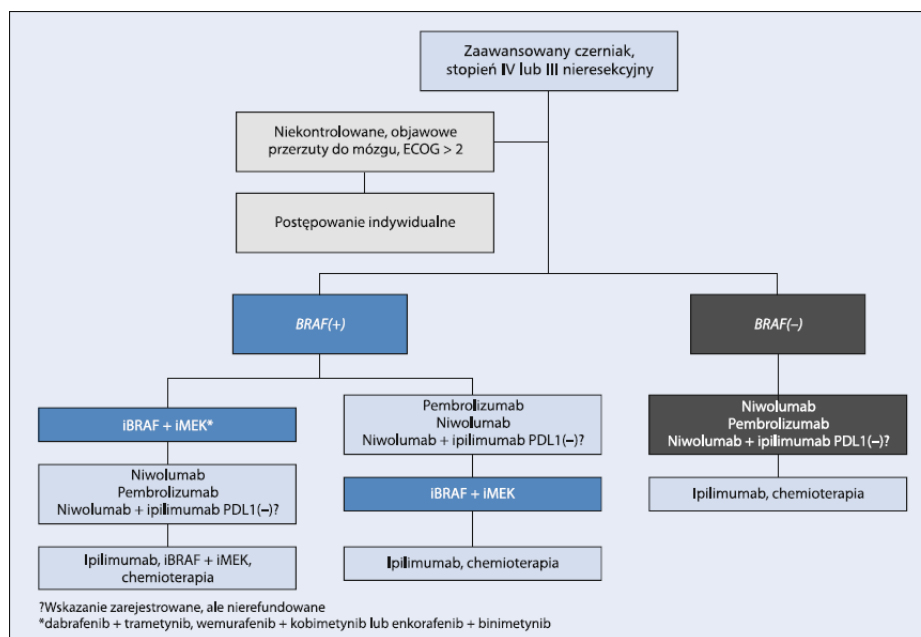 Zaawansowany czerniak,
stopień IV lub III nieresekcyjny
Niekontrolowane, objawowe
przerzuty do mózgu, ECOG > 2
Postępowanie indywidualne
BRAF(+)
BRAF(–)
iBRAF + iMEK*
Niwolumab
Pembrolizumab
Niwolumab + ipilimumab PDL1(–)?
Ipilimumab, iBRAF + iMEK,
chemioterapia
Pembrolizumab
Niwolumab
Niwolumab + ipilimumab PDL1(–)?
iBRAF + iMEK
Ipilimumab, chemioterapia
Niwolumab
Pembrolizumab
Niwolumab + ipilimumab PDL1(–)?
Ipilimumab, chemioterapia
?Wskazanie zarejestrowane, ale nierefundowane
*dabrafenib + trametynib, wemurafenib + kobimetynib lub enkorafenib + binimetynib